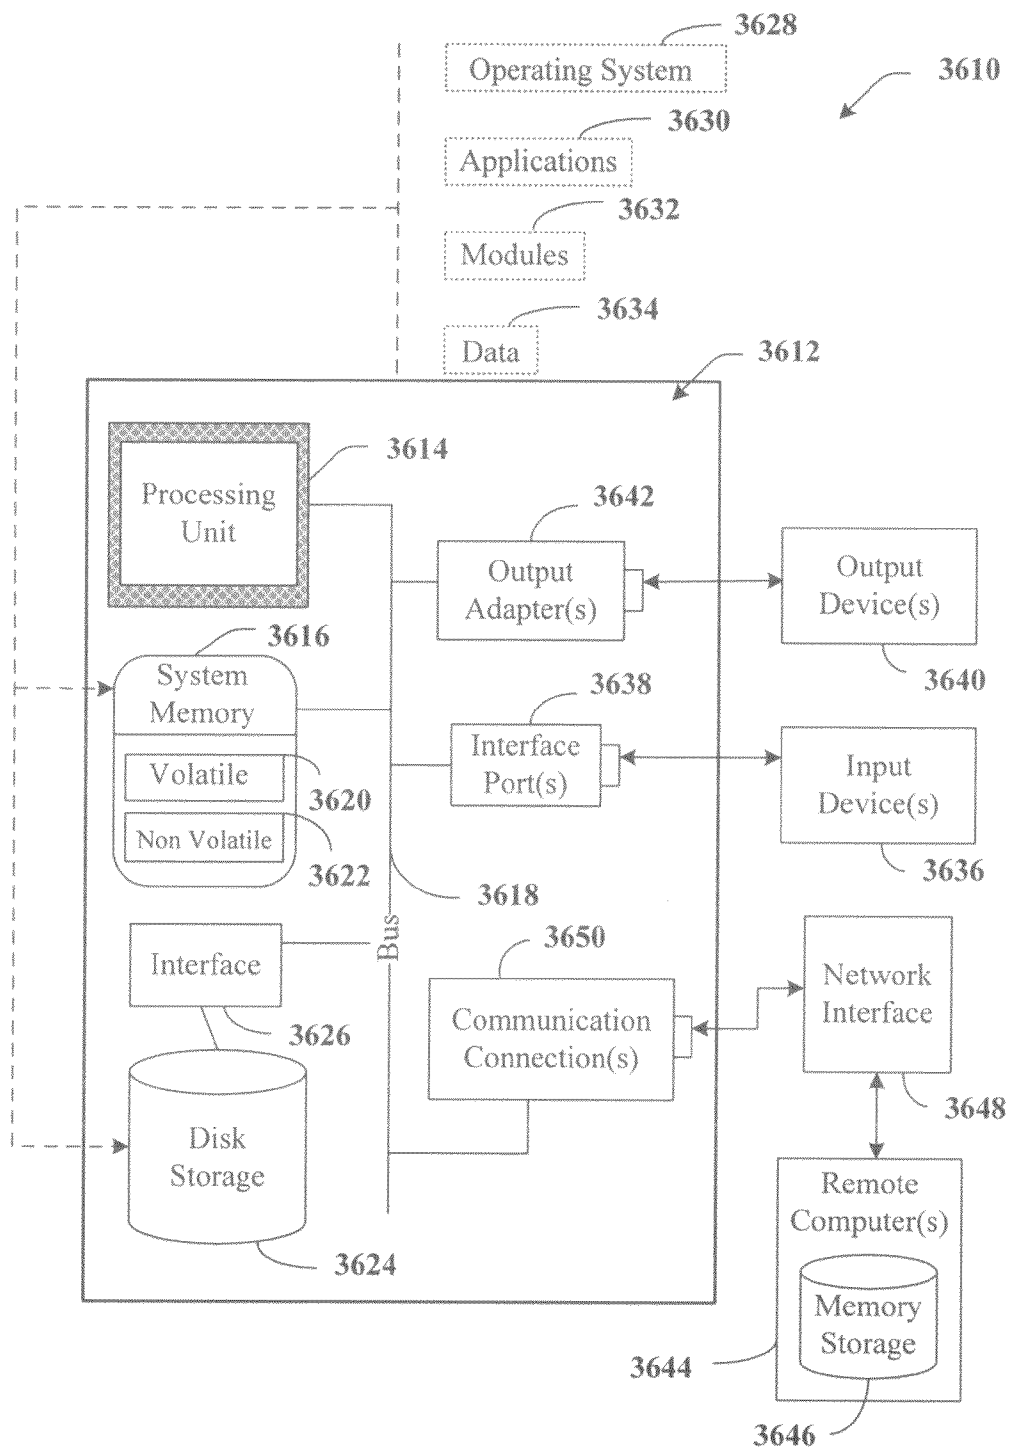 3628
Operating System
3610
3630
Applications
3632
Modules
3634
Data
3612
3614
Processing
Unit
3642
Output
Adapter(s)
Output
Device(s)
3640
3616
System
Memory
3638
Interface
Port(s)
Input
Device(s)
3636
Volatile
3620
Non Volatile
3622
3618
Bus
3650
Interface
3626
Communication
Connection(s)
Network
Interface
3648
Disk
Storage
3624
Remote
Computer(s)
Memory
Storage
3644
3646